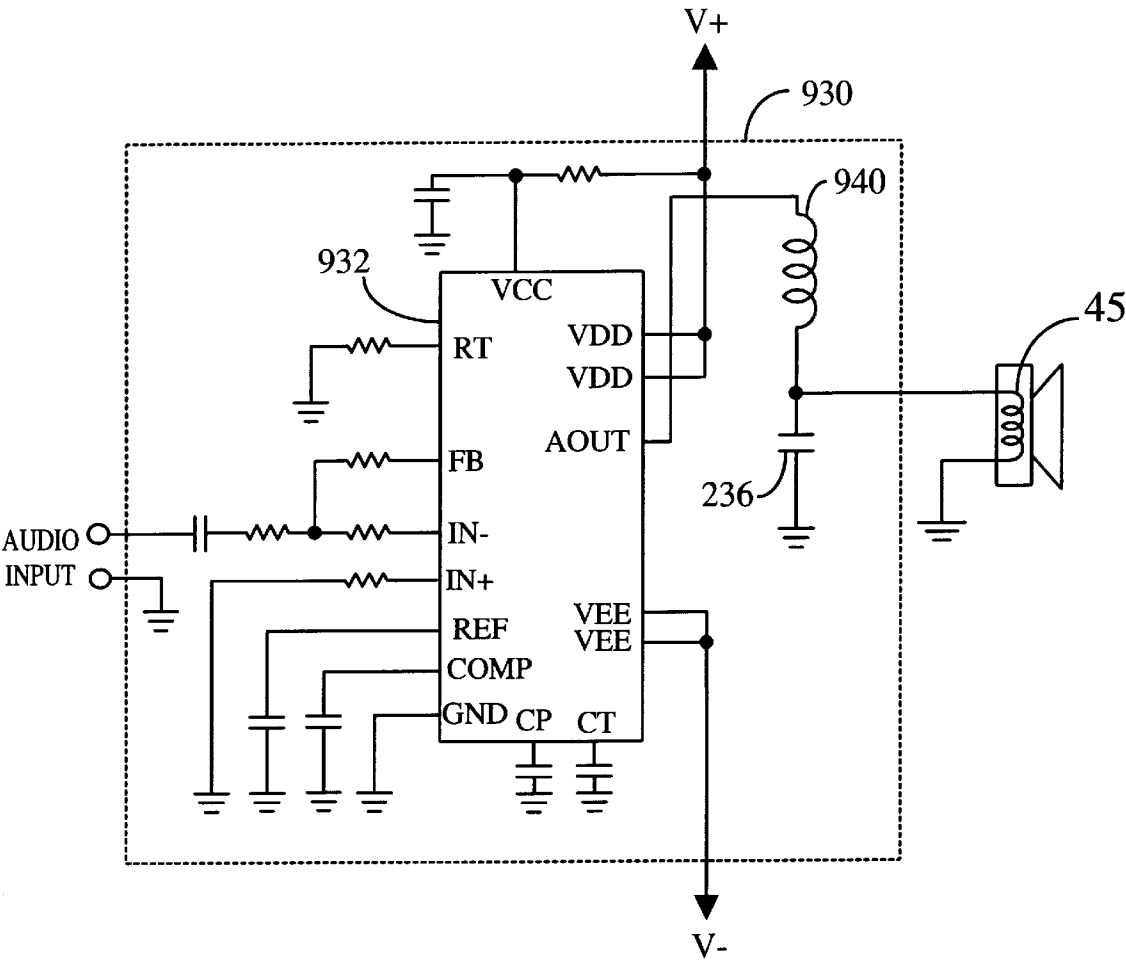 V+
930
940
932
VCC
45
RT
VDD
VDD
AOUT
FB
236
AUDIO
INPUT
IN-
IN+
VEE
REF
VEE
COMP
GND
CP
CT
V-